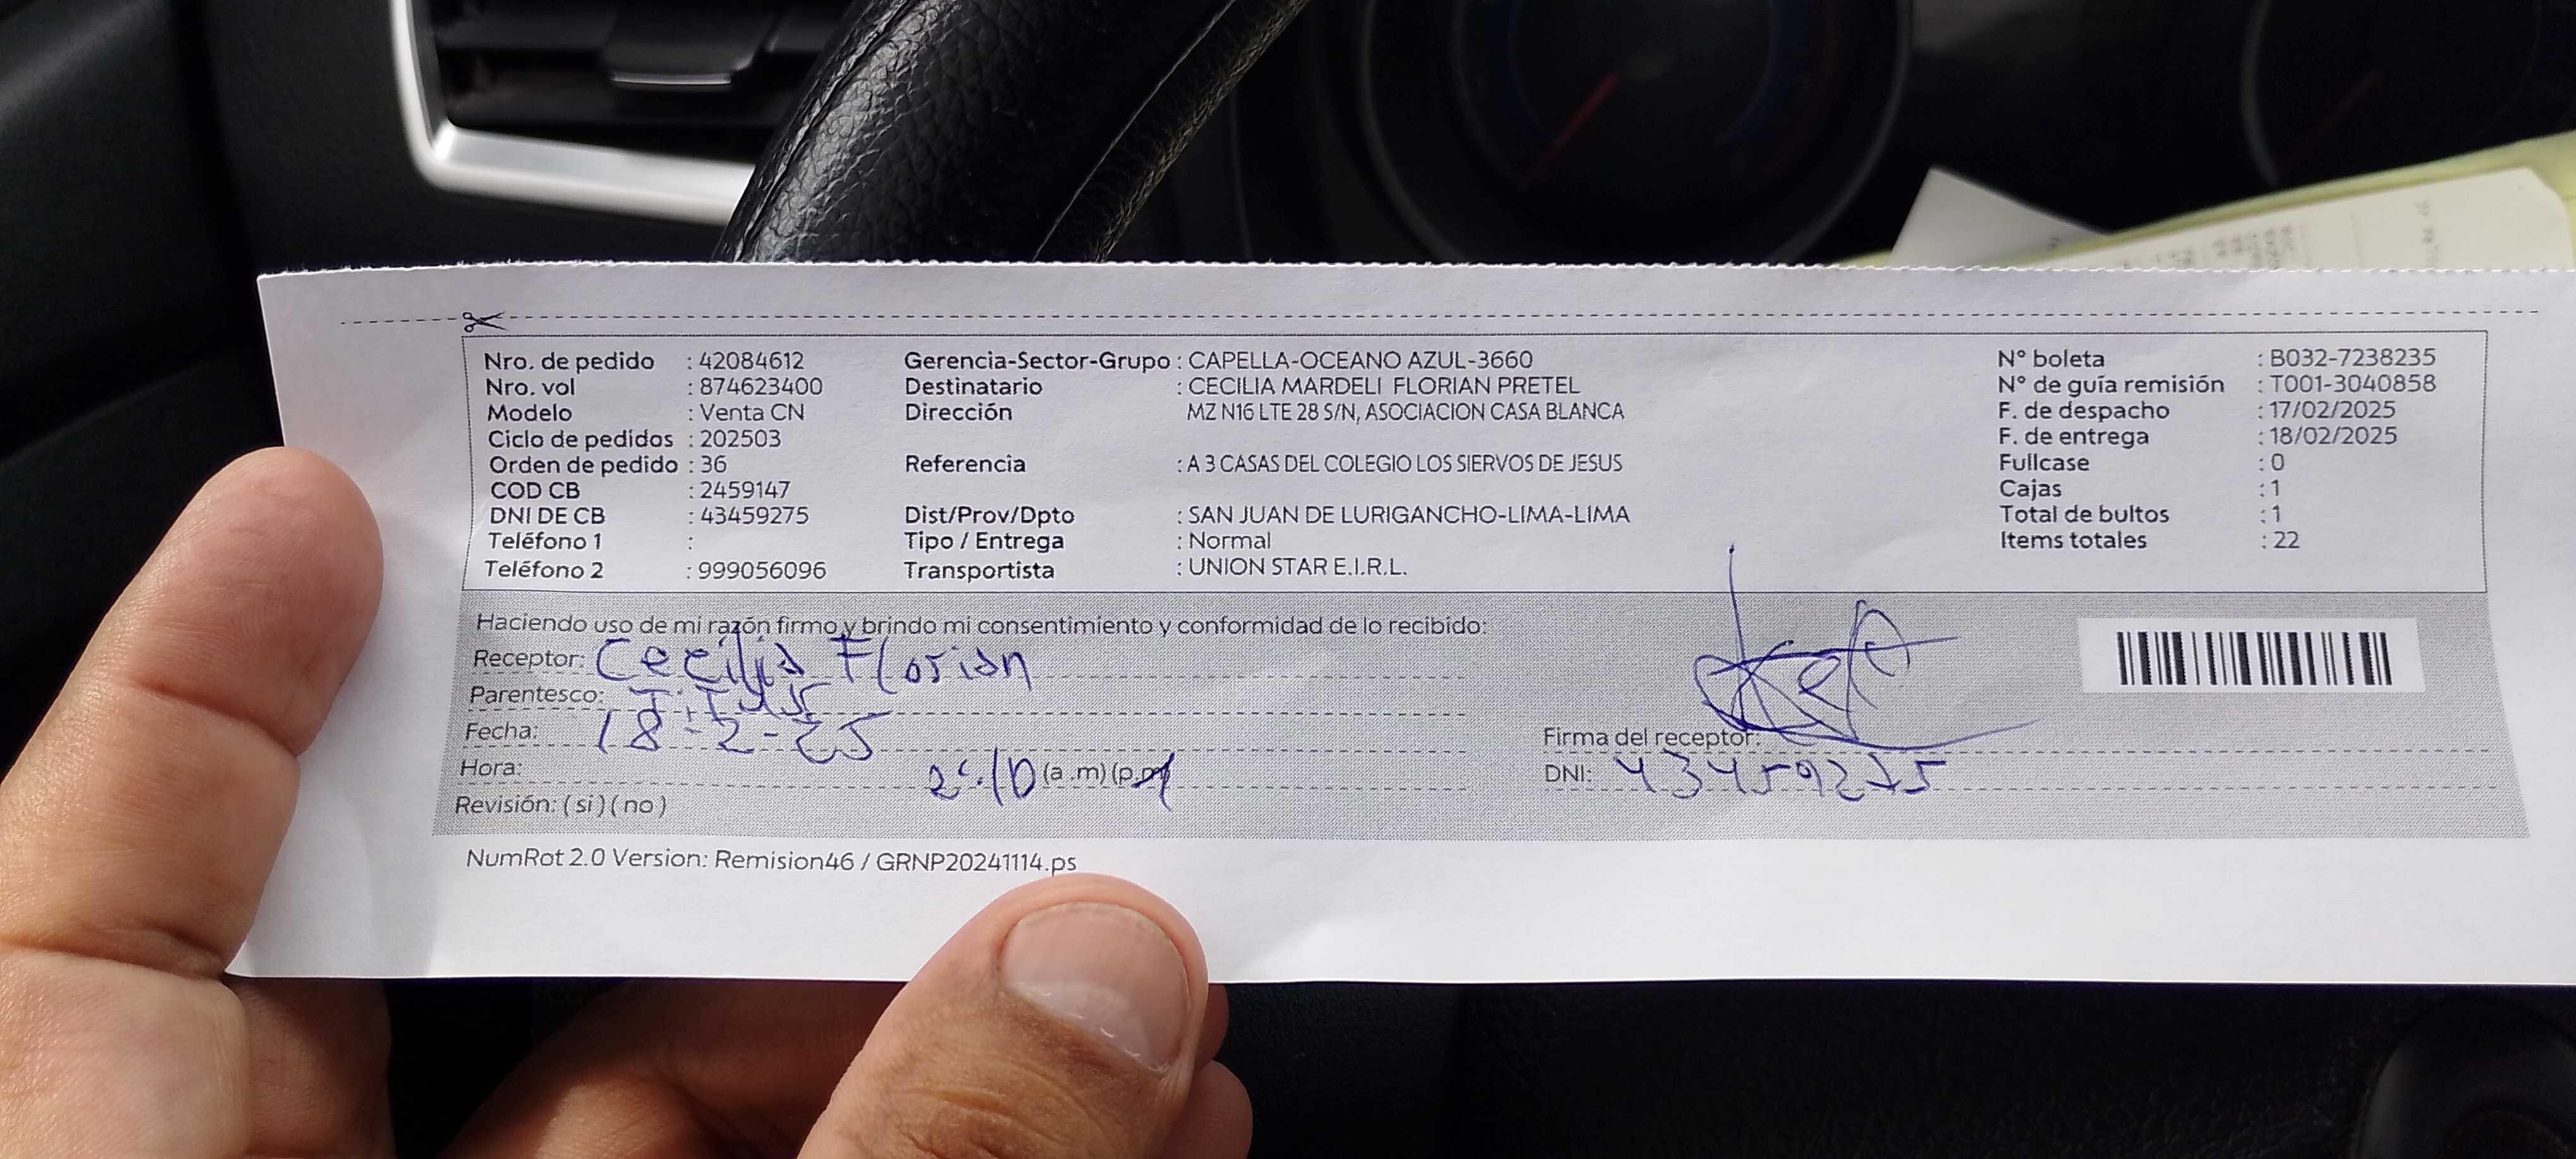 Nro. de pedido : 42084612 Gerencia-Sector-Grupo : CAPELLA-OCEANO AZUL-3660 N° boleta : B032-7238235
Nro. vol : 874623400 Destinatario : CECILIA MARDELI FLORIAN PRETEL N° de guía remisión : T001-3040858
Modelo : Venta CN Dirección MZ N16 LTE 28 S/N, ASOCIACION CASA BLANCA F. de despacho : 17/02/2025
Ciclo de pedidos : 202503 F. de entrega : 18/02/2025
Orden de pedido : 36 Referencia : A 3 CASAS DEL COLEGIO LOS SIERVOS DE JESUS Fullcase : 0
COD CB : 2459147 Cajas : 1
DNI DE CB : 43459275 Dist/Prov/Dpto : SAN JUAN DE LURIGANCHO-LIMA-LIMA Total de bultos : 1
Teléfono 1 : Tipo / Entrega : Normal Items totales : 22
Teléfono 2 : 999056096 Transportista : UNION STAR E.I.R.L.
Haciendo uso de mi razón firmo y brindo mi consentimiento y conformidad de lo recibido:
Receptor: Cecilia Florian
Parentesco:
Fecha: 18-2-25 Firma del receptor:
Hora: (a.m) (p.m) DNI: 43459275
Revisión: ( si ) ( no )
NumRot 2.0 Version: Remision46 / GRNP20241114.ps